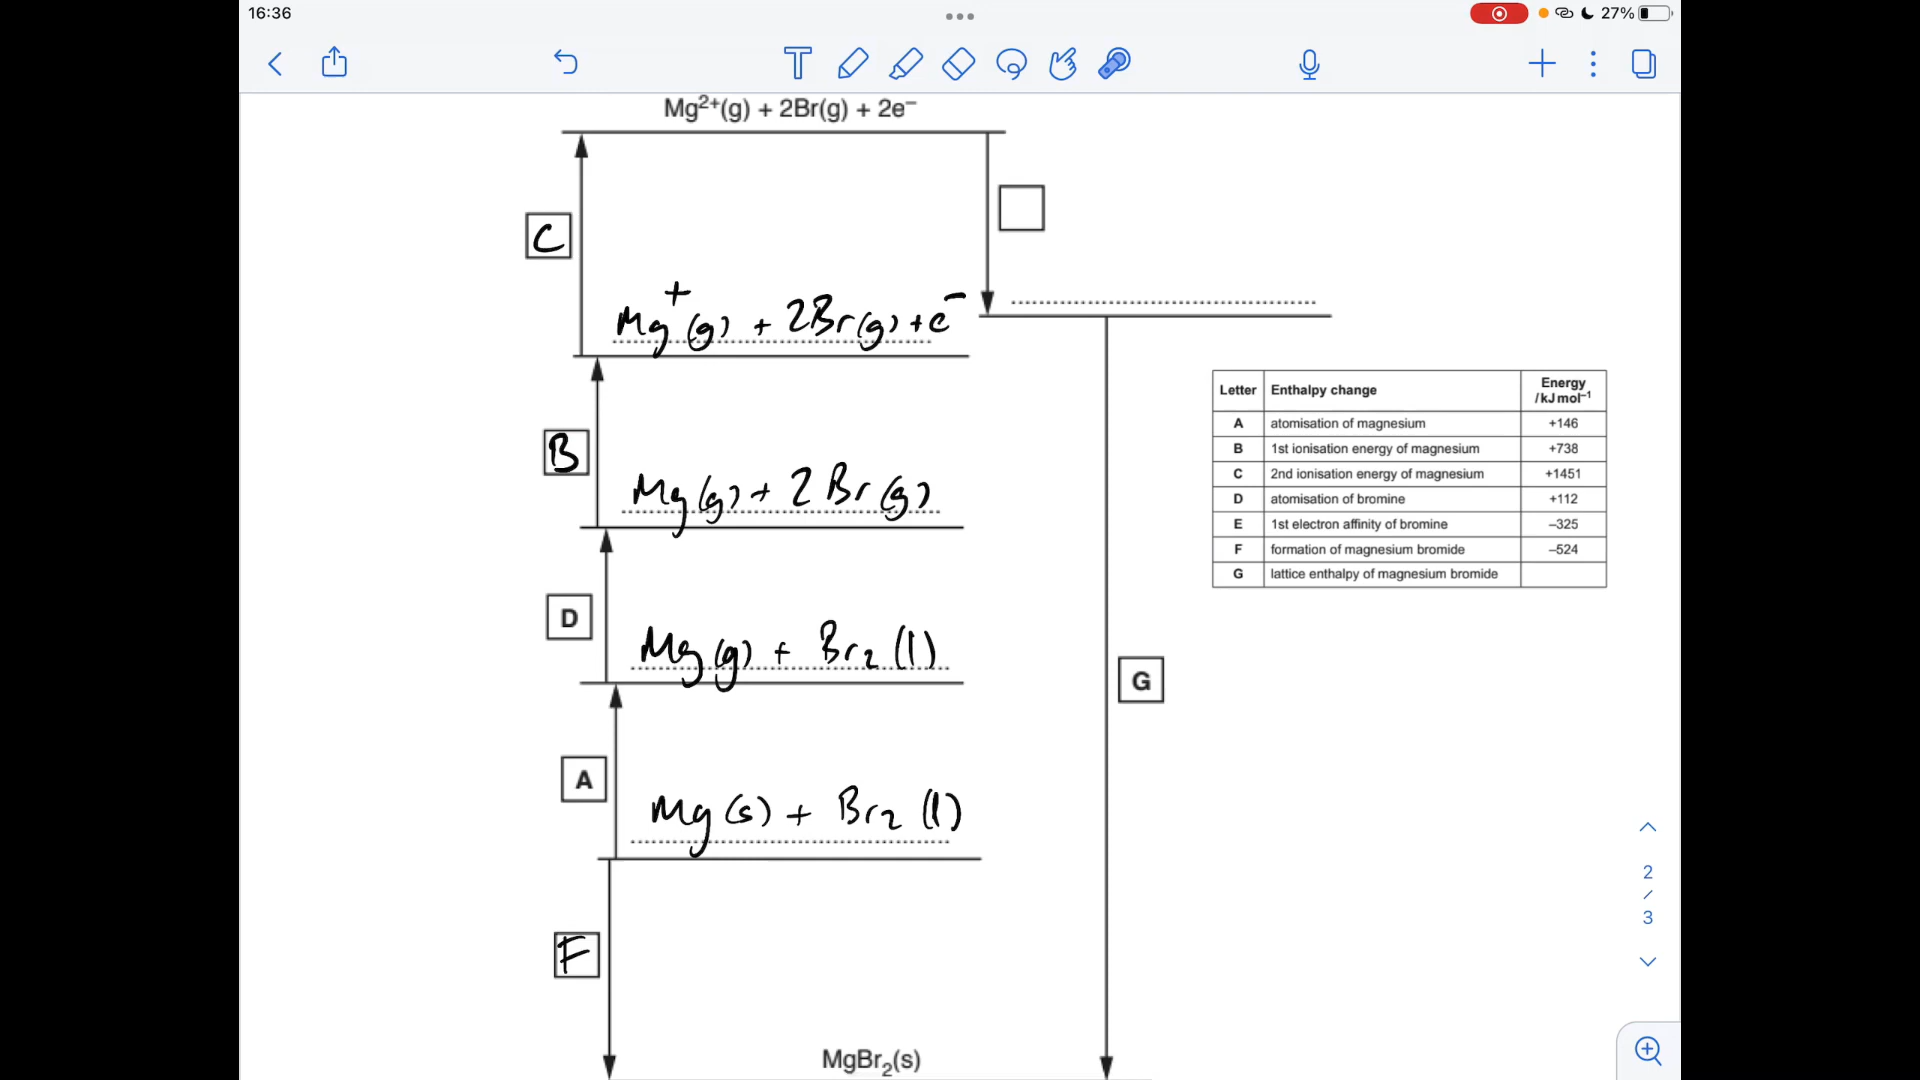 16:36
27%
Mg²⁺(g) + 2Br(g) + 2e⁻
C
Mg⁺(g) + 2Br(g) + e⁻
B
Mg(g) + 2Br(g)
D
Mg(g) + Br₂(l)
A
Mg(s) + Br₂(l)
F
MgBr₂(s)
G
Letter Enthalpy change Energy /kJ mol⁻¹
A atomisation of magnesium +146
B 1st ionisation energy of magnesium +738
C 2nd ionisation energy of magnesium +1451
D atomisation of bromine +112
E 1st electron affinity of bromine –325
F formation of magnesium bromide –524
G lattice enthalpy of magnesium bromide
2
/
3